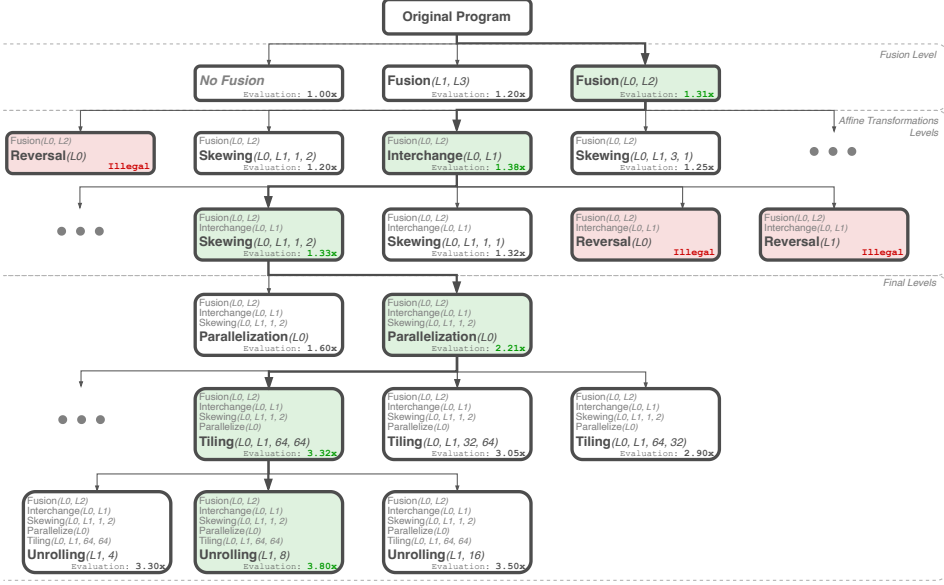 Original Program
Fusion Level
No Fusion
Evaluation: 1.00x
Fusion(L1, L3)
Evaluation: 1.20x
Fusion(L0, L2)
Evaluation: 1.31x
Affine Transformations
Levels
Fusion(L0, L2)
Reversal(L0)
Illegal
Fusion(L0, L2)
Skewing(L0, L1, 1, 2)
Evaluation: 1.20x
Fusion(L0, L2)
Interchange(L0, L1)
Evaluation: 1.38x
Fusion(L0, L2)
Skewing(L0, L1, 3, 1)
Evaluation: 1.25x
Fusion(L0, L2)
Interchange(L0, L1)
Skewing(L0, L1, 1, 2)
Evaluation: 1.33x
Fusion(L0, L2)
Interchange(L0, L1)
Skewing(L0, L1, 1, 1)
Evaluation: 1.32x
Fusion(L0, L2)
Interchange(L0, L1)
Reversal(L0)
Illegal
Fusion(L0, L2)
Interchange(L0, L1)
Reversal(L1)
Illegal
Final Levels
Fusion(L0, L2)
Interchange(L0, L1)
Skewing(L0, L1, 1, 2)
Parallelization(L0)
Evaluation: 1.60x
Fusion(L0, L2)
Interchange(L0, L1)
Skewing(L0, L1, 1, 2)
Parallelization(L0)
Evaluation: 2.21x
Fusion(L0, L2)
Interchange(L0, L1)
Skewing(L0, L1, 1, 2)
Parallelize(L0)
Tiling(L0, L1, 64, 64)
Evaluation: 3.32x
Fusion(L0, L2)
Interchange(L0, L1)
Skewing(L0, L1, 1, 2)
Parallelize(L0)
Tiling(L0, L1, 32, 64)
Evaluation: 3.05x
Fusion(L0, L2)
Interchange(L0, L1)
Skewing(L0, L1, 1, 2)
Parallelize(L0)
Tiling(L0, L1, 64, 32)
Evaluation: 2.90x
Fusion(L0, L2)
Interchange(L0, L1)
Skewing(L0, L1, 1, 2)
Parallelize(L0)
Tiling(L0, L1, 64, 64)
Unrolling(L1, 4)
Evaluation: 3.30x
Fusion(L0, L2)
Interchange(L0, L1)
Skewing(L0, L1, 1, 2)
Parallelize(L0)
Tiling(L0, L1, 64, 64)
Unrolling(L1, 8)
Evaluation: 3.80x
Fusion(L0, L2)
Interchange(L0, L1)
Skewing(L0, L1, 1, 2)
Parallelize(L0)
Tiling(L0, L1, 64, 64)
Unrolling(L1, 16)
Evaluation: 3.50x